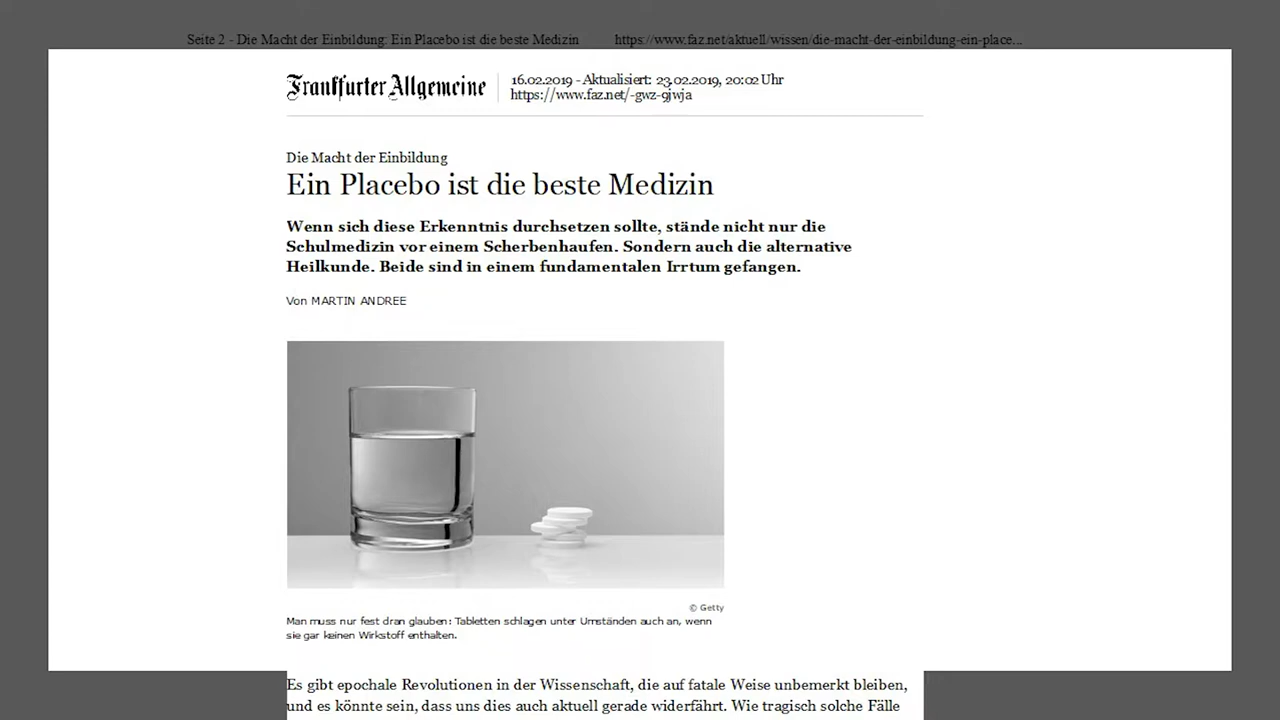 Seite 2 - Die Macht der Einbildung: Ein Placebo ist die beste Medizin https://www.faz.net/aktuell/wissen/die-macht-der-einbildung-ein-place...
Frankfurter Allgemeine
16.02.2019 - Aktualisiert: 23.02.2019, 20:02 Uhr
https://www.faz.net/-gwz-9jwja
Die Macht der Einbildung
Ein Placebo ist die beste Medizin
Wenn sich diese Erkenntnis durchsetzen sollte, stände nicht nur die
Schulmedizin vor einem Scherbenhaufen. Sondern auch die alternative
Heilkunde. Beide sind in einem fundamentalen Irrtum gefangen.
Von MARTIN ANDREE
© Getty
Man muss nur fest dran glauben: Tabletten schlagen unter Umständen auch an, wenn
sie gar keinen Wirkstoff enthalten.
Es gibt epochale Revolutionen in der Wissenschaft, die auf fatale Weise unbemerkt bleiben,
und es könnte sein, dass uns dies auch aktuell gerade widerfährt. Wie tragisch solche Fälle